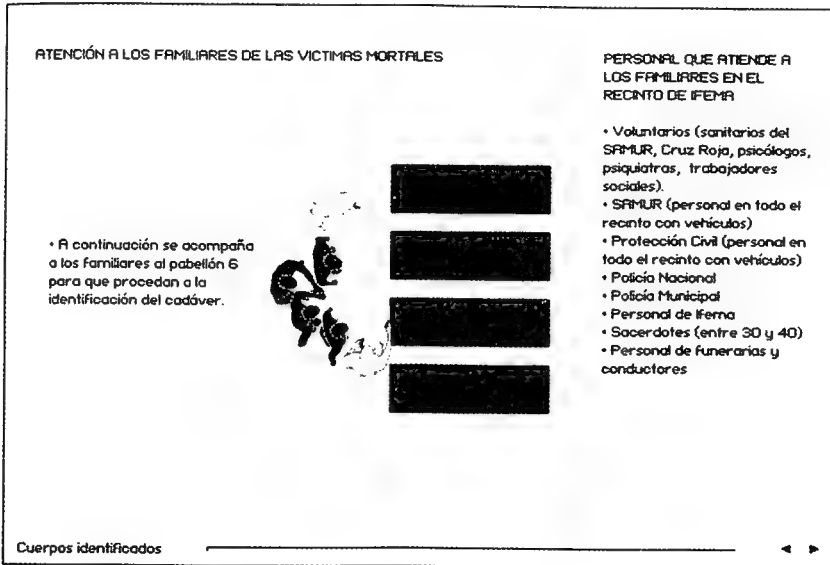 ATENCIÓN A LOS FAMILIARES DE LAS VICTIMAS MORTALES
• A continuación se acompaña
a los familiares al pabellón 6
para que procedan a la
identificación del cadáver.
PERSONAL QUE ATIENDE A
LOS FAMILIARES EN EL
RECINTO DE IFEMA
• Voluntarios (sanitarios del
SAMUR, Cruz Roja, psicólogos,
psiquiatras, trabajadores
sociales).
• SAMUR (personal en todo el
recinto con vehículos)
• Protección Civil (personal en
todo el recinto con vehículos)
• Policía Nacional
• Policía Municipal
• Personal de Ifema
• Sacerdotes (entre 30 y 40)
• Personal de funerarias y
conductores
Cuerpos identificados